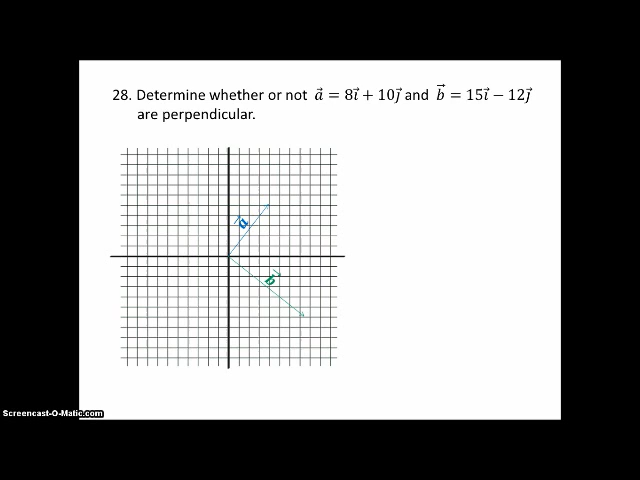 28. Determine whether or not a⃗ = 8i⃗ + 10j⃗ and b⃗ = 15i⃗ − 12j⃗
are perpendicular.
a⃗
b⃗
Screencast-O-Matic.com